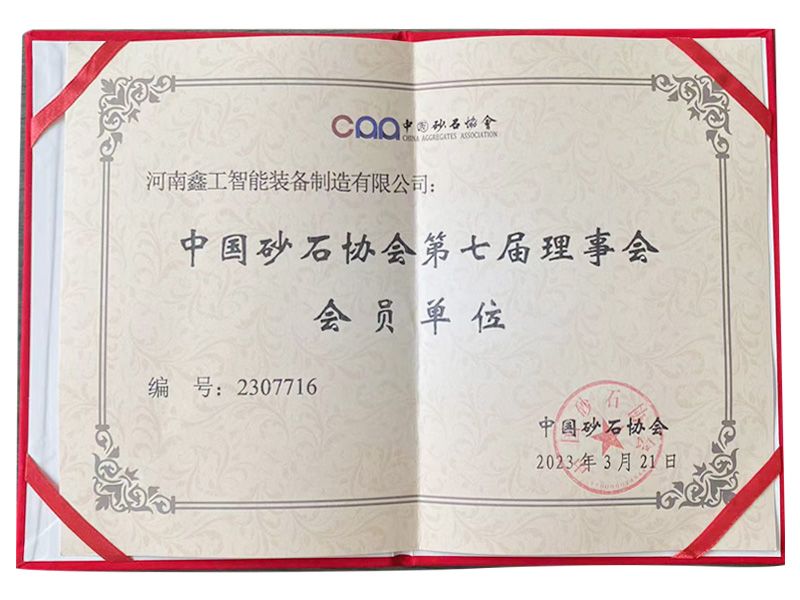 CAA 中国砂石協會
CHINA AGGREGATES ASSOCIATION
河南鑫工智能装备制造有限公司:
中国砂石协会第七届理事会
会员单位
编 号: 2307716
中国砂石协会
2023年3月21日